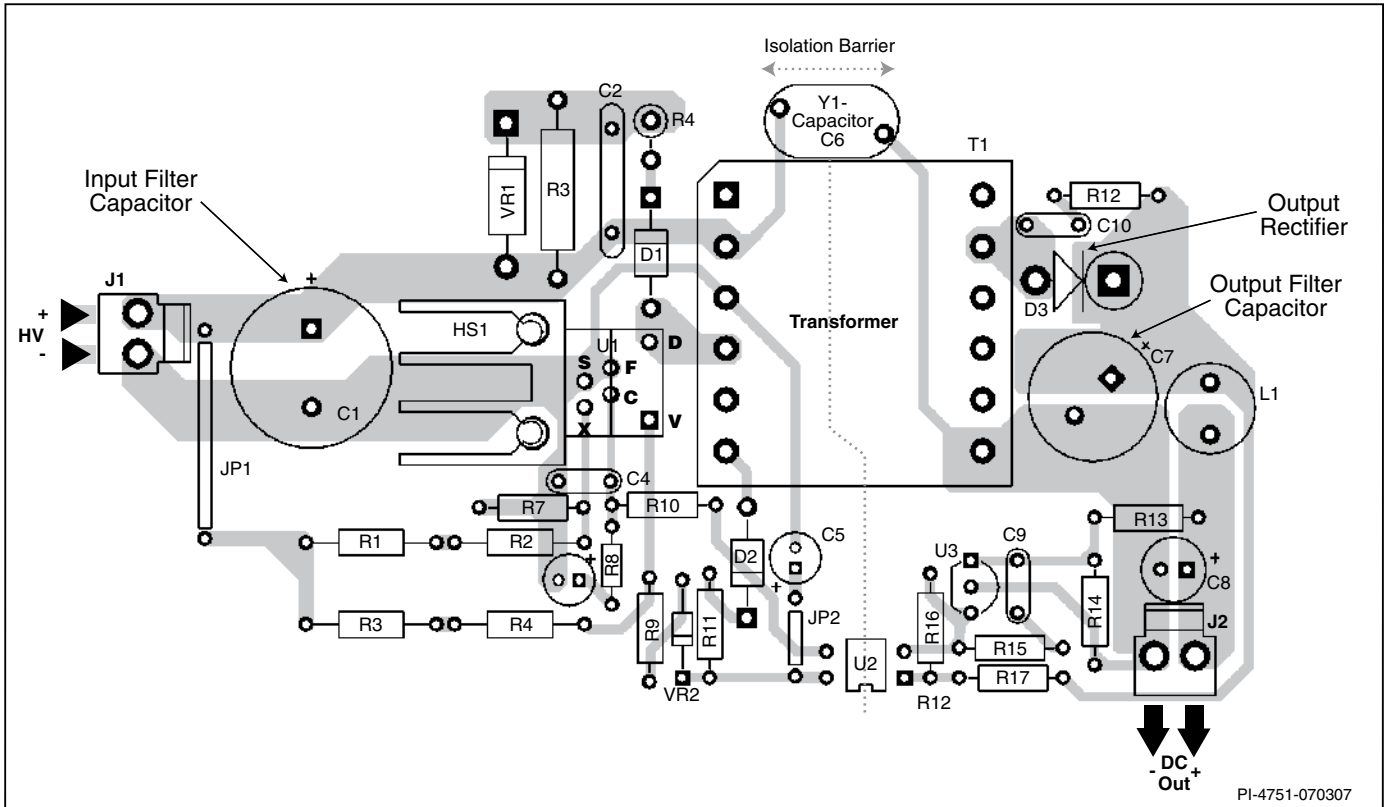 Isolation Barrier
Y1-
Capacitor
C6
C2
R4
T1
Input Filter
Capacitor
VR1
R3
R12
Output
Rectifier
C10
D1
J1
+
+
HV
-
HS1
D3
Output Filter
Capacitor
Transformer
U1
D
S
F
C
X
V
+
C7
C1
L1
JP1
C4
R7
R10
R13
R1
R2
+
R8
D2
C5
+
U3
C9
+
C8
R3
R4
R9
R11
JP2
R16
R14
J2
R15
U2
R17
VR2
R12
- DC +
Out
PI-4751-070307